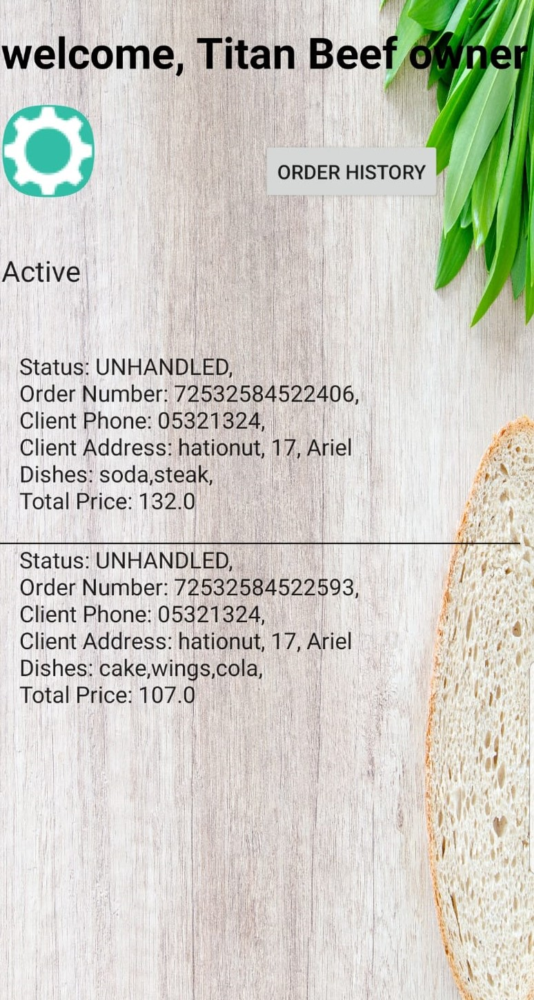 welcome, Titan Beef owner
ORDER HISTORY
Active
Status: UNHANDLED,
Order Number: 72532584522406,
Client Phone: 05321324,
Client Address: hationut, 17, Ariel
Dishes: soda,steak,
Total Price: 132.0
Status: UNHANDLED,
Order Number: 72532584522593,
Client Phone: 05321324,
Client Address: hationut, 17, Ariel
Dishes: cake,wings,cola,
Total Price: 107.0